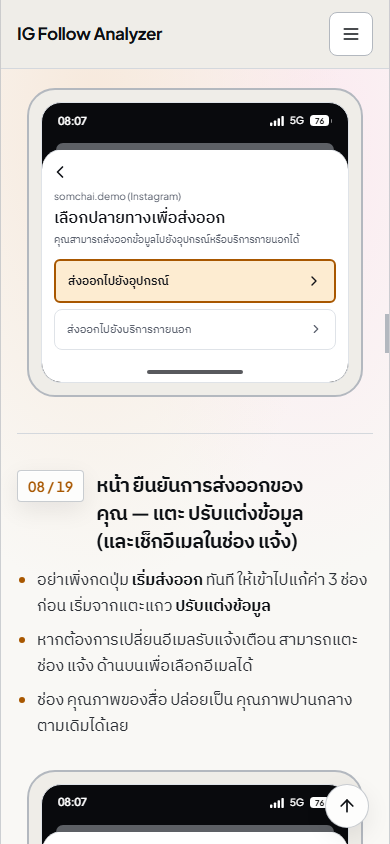 IG Follow Analyzer
08:07
5G 76
somchai.demo (Instagram)
เลือกปลายทางเพื่อส่งออก
คุณสามารถส่งออกข้อมูลไปยังอุปกรณ์หรือบริการภายนอกได้
ส่งออกไปยังอุปกรณ์
ส่งออกไปยังบริการภายนอก
08 / 19
หน้า ยืนยันการส่งออกของ
คุณ — แตะ ปรับแต่งข้อมูล
(และเช็กอีเมลในช่อง แจ้ง)
อย่าเพิ่งกดปุ่ม เริ่มส่งออก ทันที ให้เข้าไปแก้ค่า 3 ช่อง
ก่อน เริ่มจากแตะแถว ปรับแต่งข้อมูล
หากต้องการเปลี่ยนอีเมลรับแจ้งเตือน สามารถแตะ
ช่อง แจ้ง ด้านบนเพื่อเลือกอีเมลได้
ช่อง คุณภาพของสื่อ ปล่อยเป็น คุณภาพปานกลาง
ตามเดิมได้เลย
08:07
5G 76